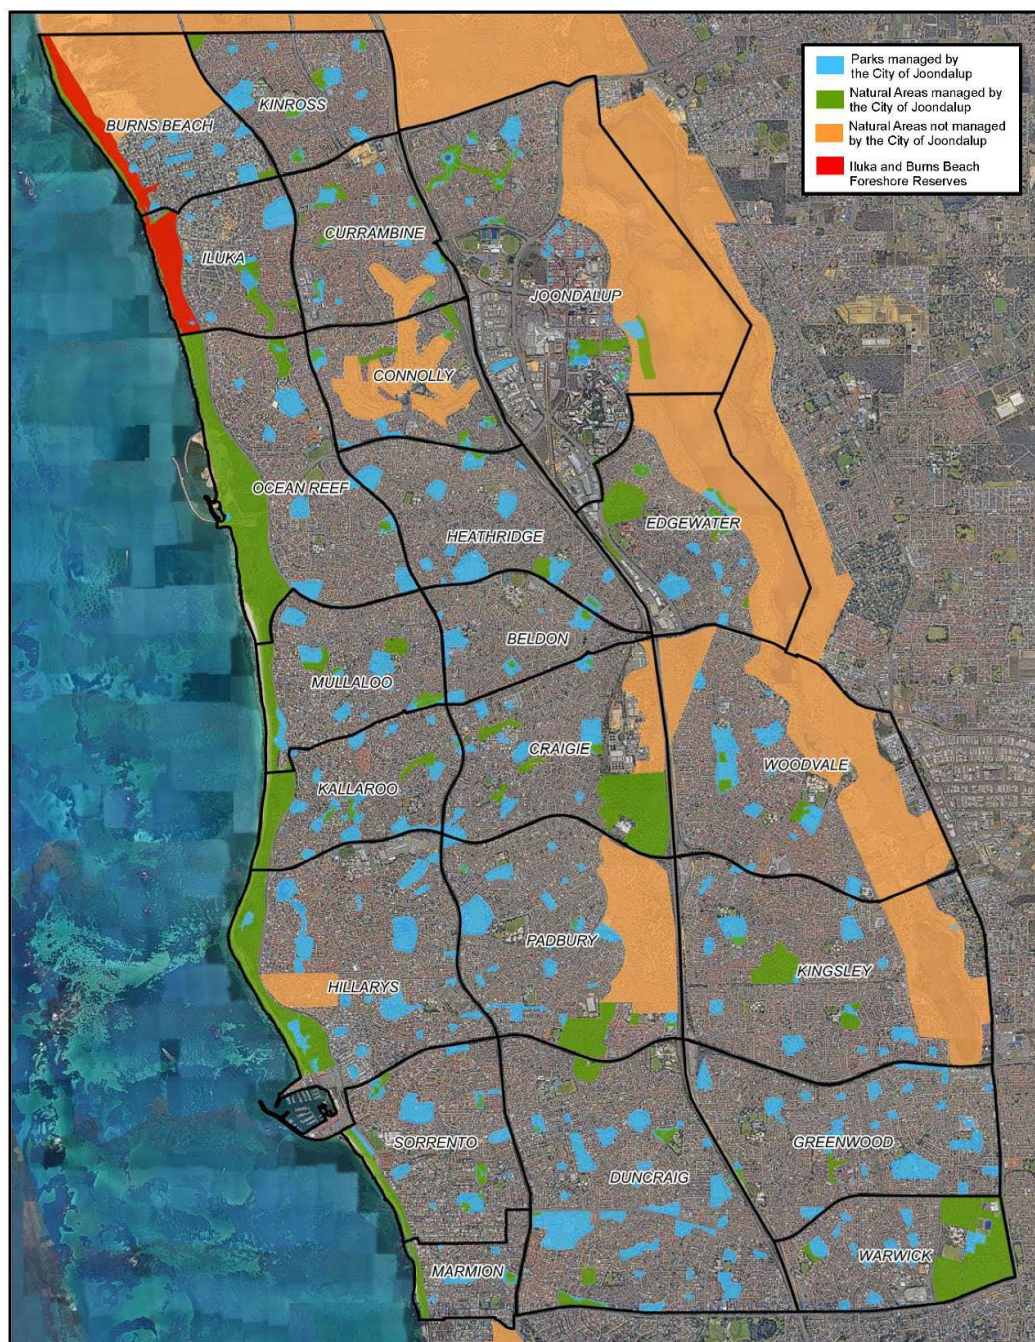 Parks managed by
the City of Joondalup
Natural Areas managed by
the City of Joondalup
Natural Areas not managed
by the City of Joondalup
Iluka and Burns Beach
Foreshore Reserves
KINROSS
BURNS BEACH
CURRAMBINE
ILUKA
JOONDALUP
CONNOLLY
OCEAN REEF
EDGEWATER
HEATHRIDGE
BELDON
MULLALOO
CRAIGIE
WOODVALE
KALLAROO
PADBURY
KINGSLEY
HILLARYS
SORRENTO
GREENWOOD
DUNCRAIG
WARWICK
MARMION